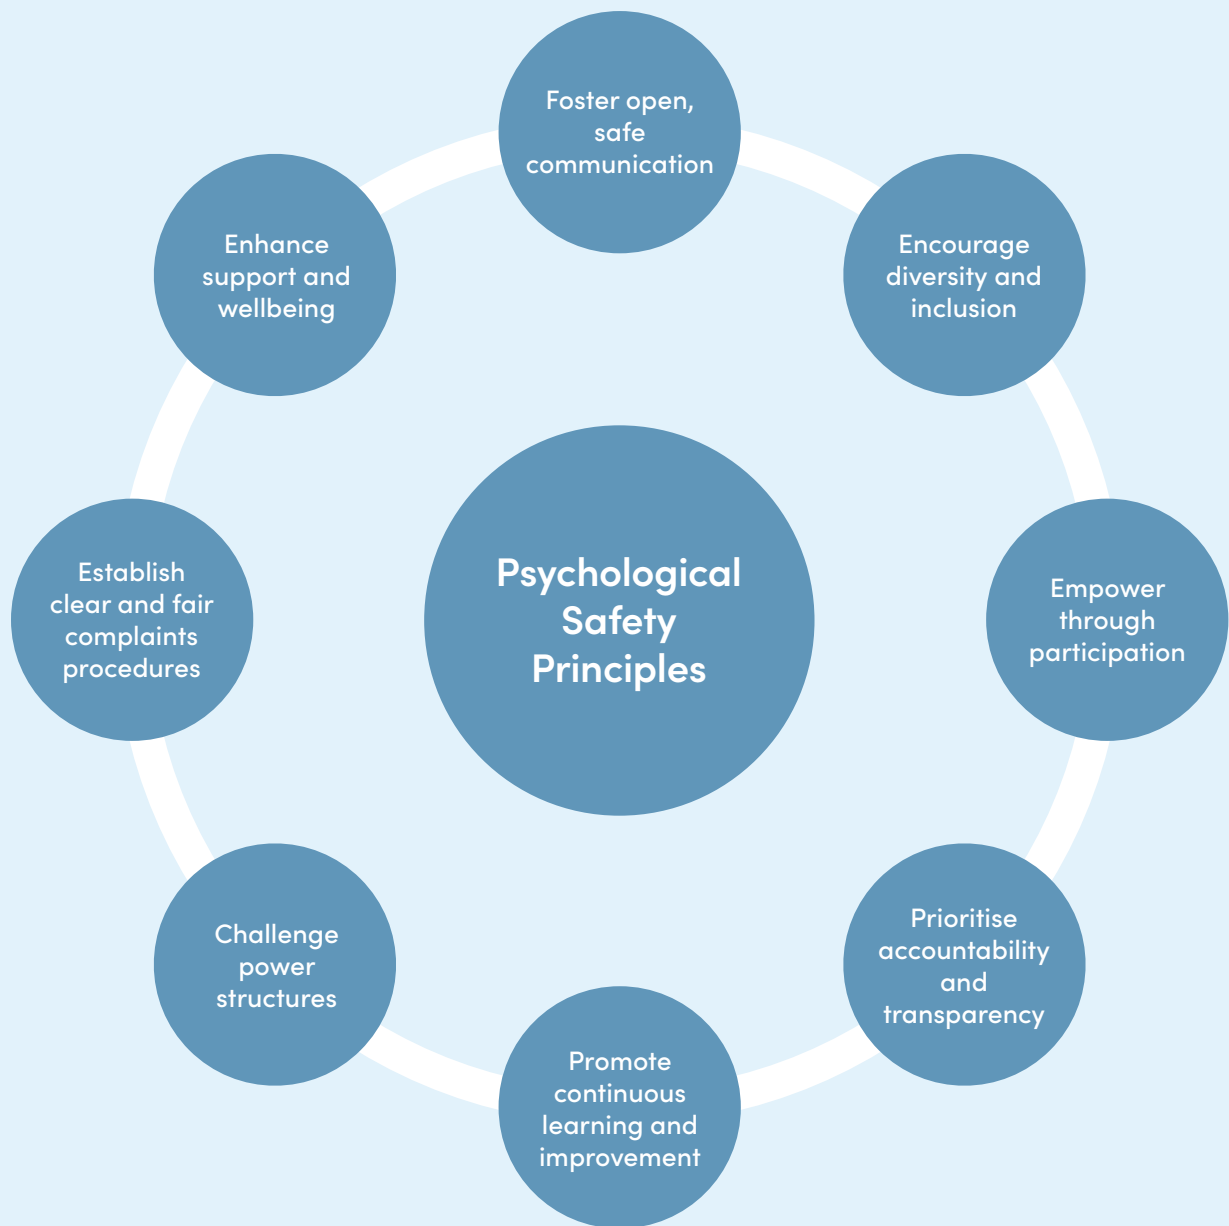 Foster open,
safe
communication
Encourage
diversity and
inclusion
Empower
through
participation
Prioritise
accountability
and
transparency
Promote
continuous
learning and
improvement
Challenge
power
structures
Establish
clear and fair
complaints
procedures
Enhance
support and
wellbeing
Psychological
Safety
Principles